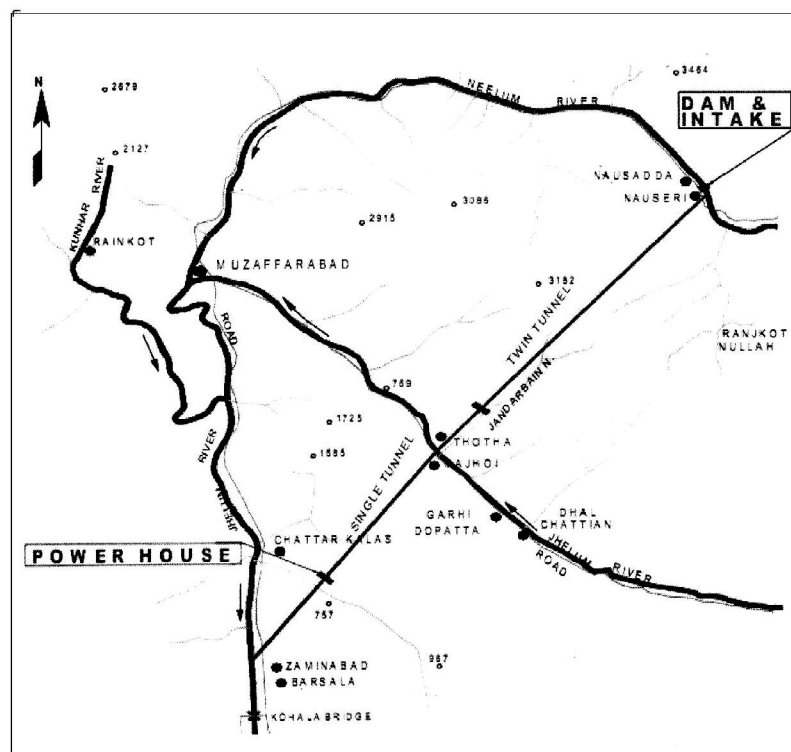 N
2679
2127
KUNHAR RIVER
RAINKOT
NEELUM RIVER
3464
DAM &
INTAKE
NAUSADDA
NAUSERI
3086
2915
MUZAFFARABAD
3182
ROAD
TWIN TUNNEL
JANDARBAIN N.
RANJKOT
NULLAH
769
1725
1585
THOTHA
MAJHOI
SINGLE TUNNEL
JHELUM RIVER
GARHI
DOPATTA
DHAL
CHATTIAN
CHATTAR KALAS
POWER HOUSE
JHELUM RIVER
ROAD
757
967
ZAMINABAD
BARSALA
KOHALA BRIDGE